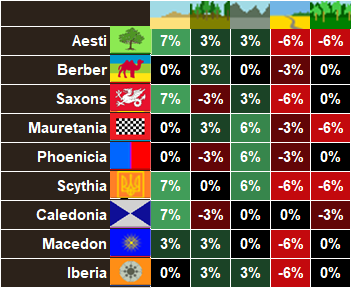 Aesti 7% 3% 3% -6% -6%
Berber 0% 3% 0% -3% 0%
Saxons 7% -3% 3% -6% 0%
Mauretania 0% 3% 6% -3% -6%
Phoenicia 0% -3% 6% -3% 0%
Scythia 7% 0% 6% -6% -6%
Caledonia 7% -3% 0% 0% -3%
Macedon 3% 3% 0% -6% 0%
Iberia 0% 3% 3% -6% 0%